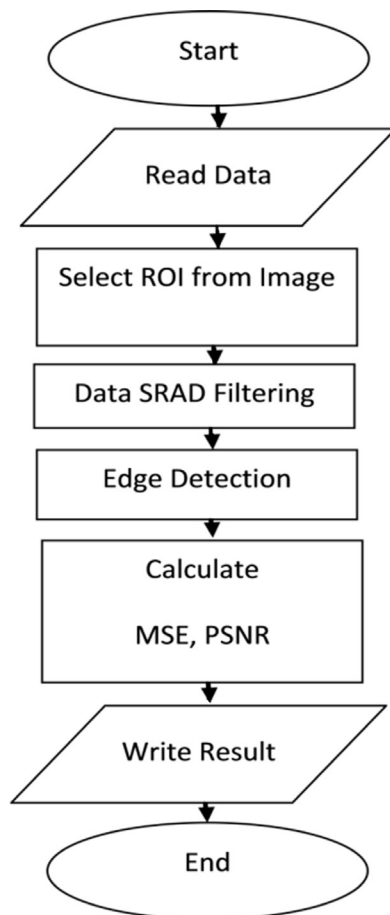 Start
Read Data
Select ROI from Image
Data SRAD Filtering
Edge Detection
Calculate
MSE, PSNR
Write Result
End